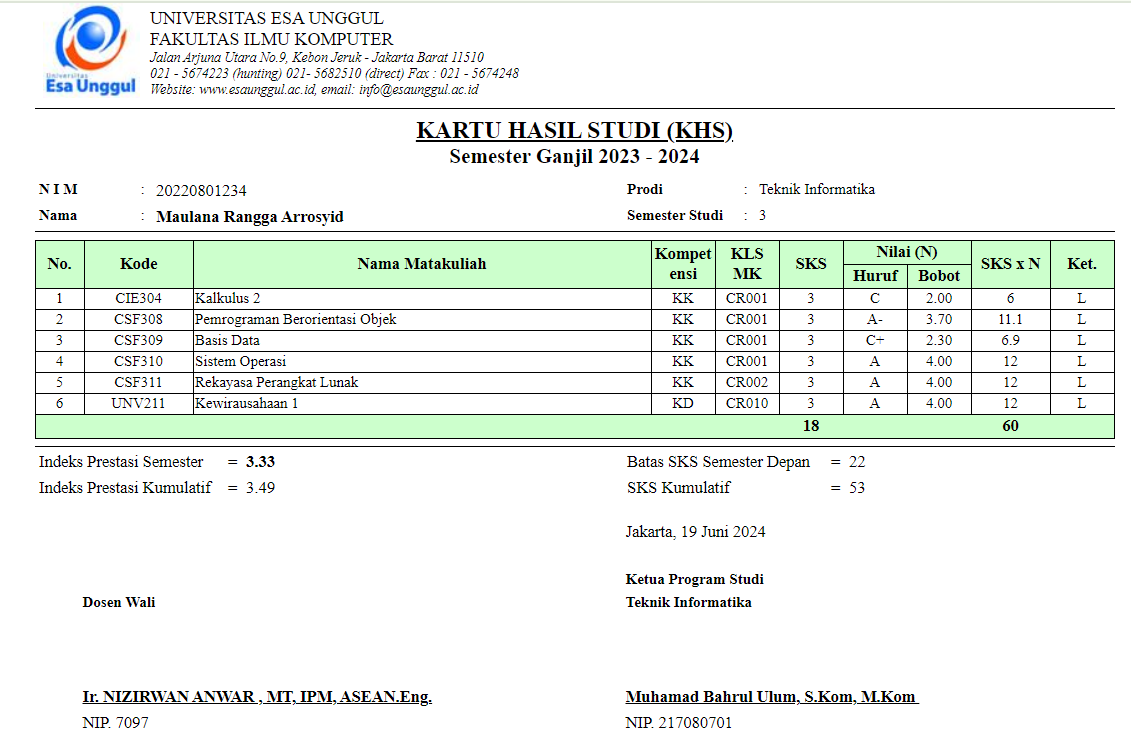 Universitas
Esa Unggul
UNIVERSITAS ESA UNGGUL
FAKULTAS ILMU KOMPUTER
Jalan Arjuna Utara No.9, Kebon Jeruk - Jakarta Barat 11510
021 - 5674223 (hunting) 021- 5682510 (direct) Fax : 021 - 5674248
Website: www.esaunggul.ac.id, email: info@esaunggul.ac.id
KARTU HASIL STUDI (KHS)
Semester Ganjil 2023 - 2024
N I M : 20220801234 Prodi : Teknik Informatika
Nama : Maulana Rangga Arrosyid Semester Studi : 3
No. Kode Nama Matakuliah Kompetensi KLS MK SKS Nilai (N) Huruf Bobot SKS x N Ket.
1 CIE304 Kalkulus 2 KK CR001 3 C 2.00 6 L
2 CSF308 Pemrograman Berorientasi Objek KK CR001 3 A- 3.70 11.1 L
3 CSF309 Basis Data KK CR001 3 C+ 2.30 6.9 L
4 CSF310 Sistem Operasi KK CR001 3 A 4.00 12 L
5 CSF311 Rekayasa Perangkat Lunak KK CR002 3 A 4.00 12 L
6 UNV211 Kewirausahaan 1 KD CR010 3 A 4.00 12 L
18 60
Indeks Prestasi Semester = 3.33 Batas SKS Semester Depan = 22
Indeks Prestasi Kumulatif = 3.49 SKS Kumulatif = 53
Jakarta, 19 Juni 2024
Ketua Program Studi
Dosen Wali Teknik Informatika
Ir. NIZIRWAN ANWAR , MT, IPM, ASEAN.Eng. Muhamad Bahrul Ulum, S.Kom, M.Kom
NIP. 7097 NIP. 217080701